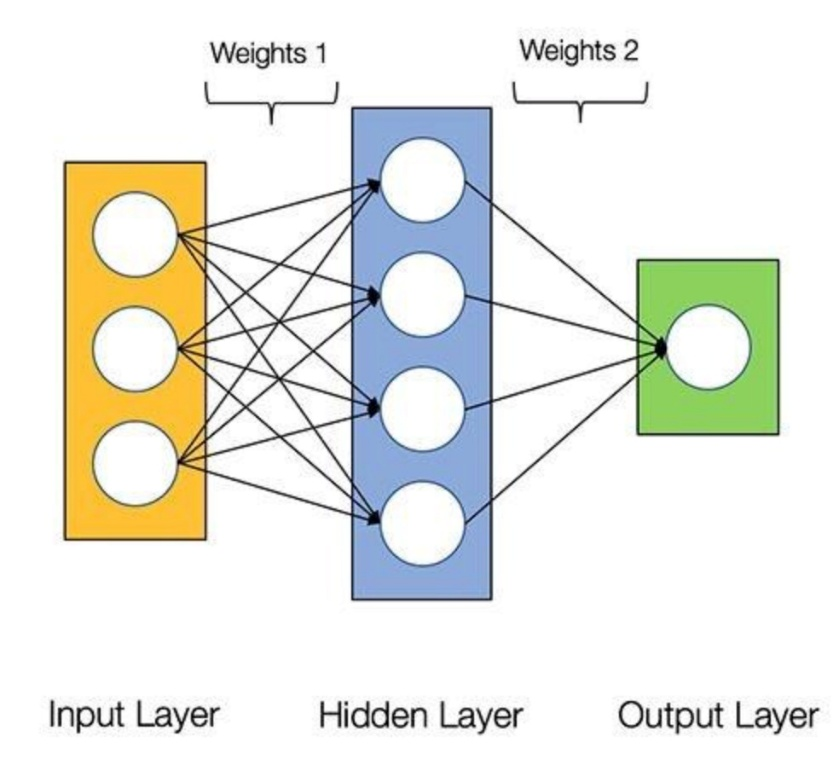 Weights 1
Weights 2
Input Layer
Hidden Layer
Output Layer